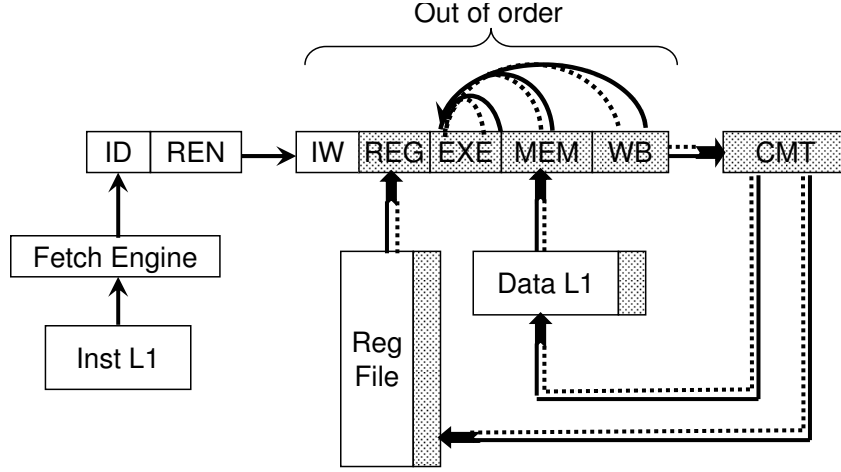 Out of order
ID REN IW REG EXE MEM WB CMT
Fetch Engine
Inst L1
Reg
File
Data L1